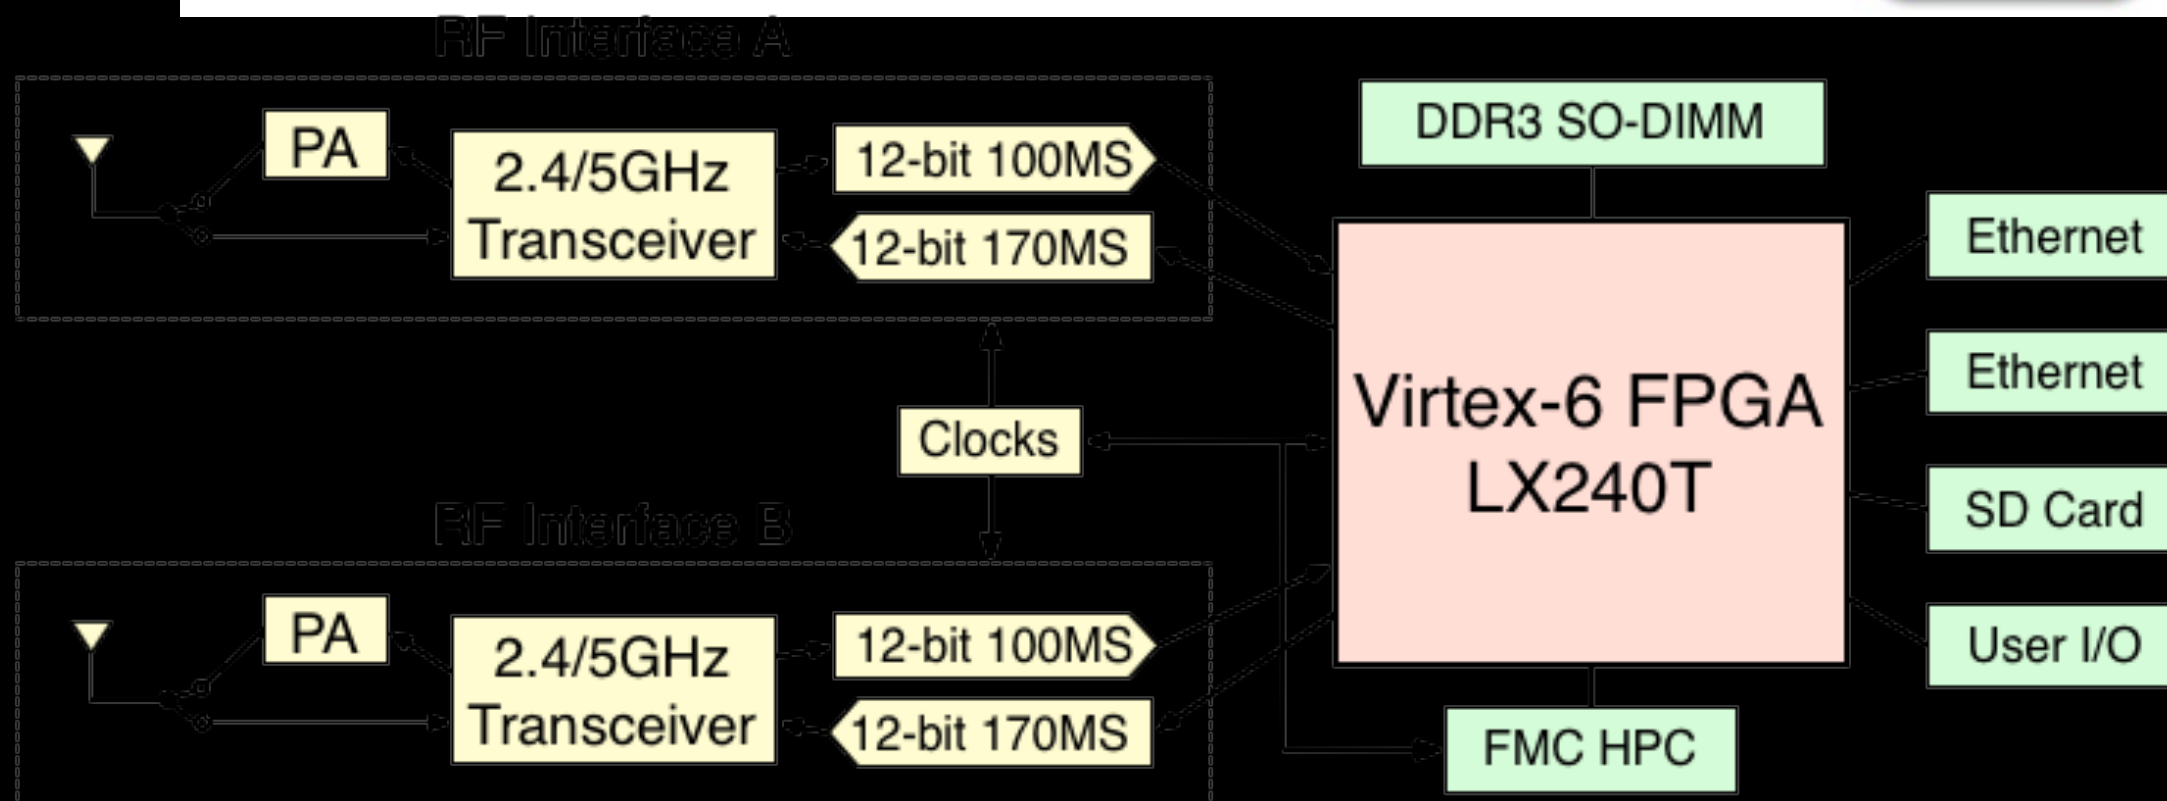 RF Interface A
PA
2.4/5GHz
Transceiver
12-bit 100MS
12-bit 170MS
DDR3 SO-DIMM
Ethernet
Ethernet
Virtex-6 FPGA
LX240T
Clocks
SD Card
User I/O
RF Interface B
PA
2.4/5GHz
Transceiver
12-bit 100MS
12-bit 170MS
FMC HPC